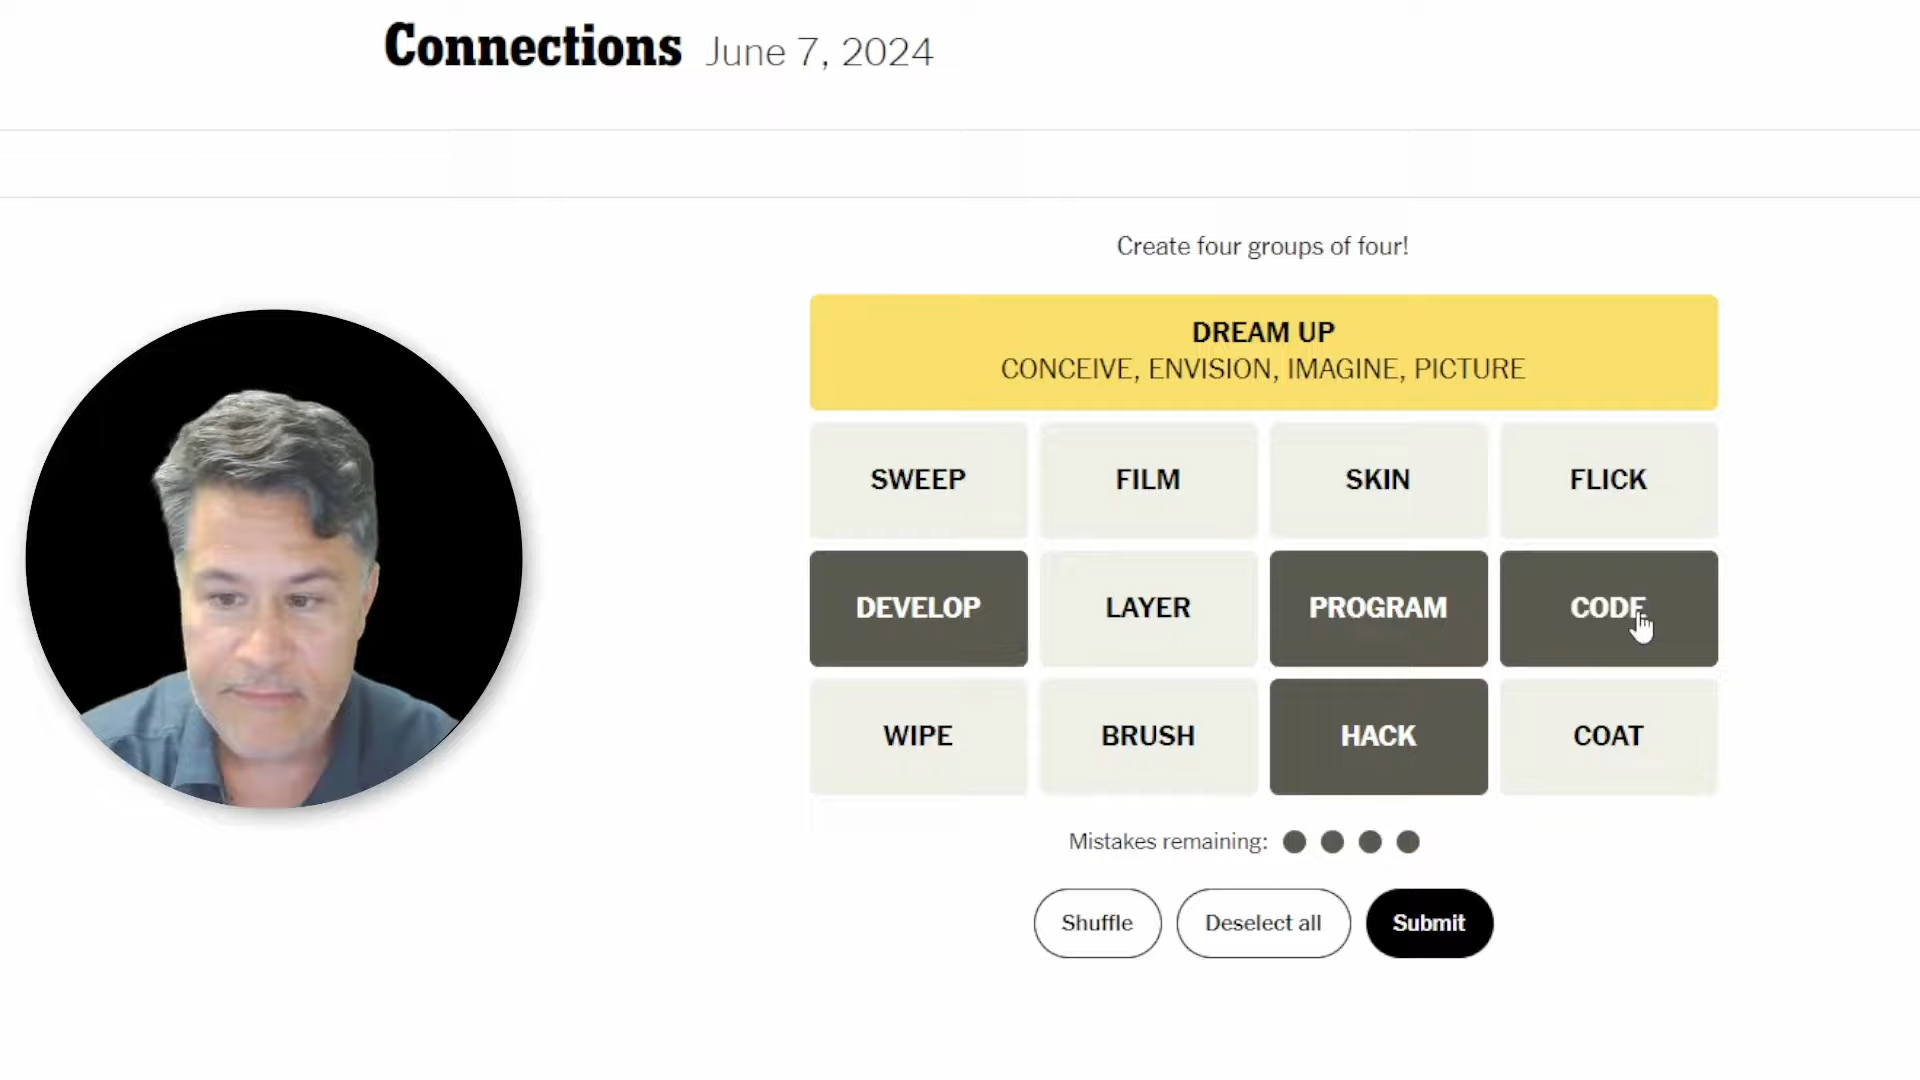 Connections June 7, 2024
Create four groups of four!
DREAM UP
CONCEIVE, ENVISION, IMAGINE, PICTURE
SWEEP FILM SKIN FLICK
DEVELOP LAYER PROGRAM CODE
WIPE BRUSH HACK COAT
Mistakes remaining:
Shuffle Deselect all Submit